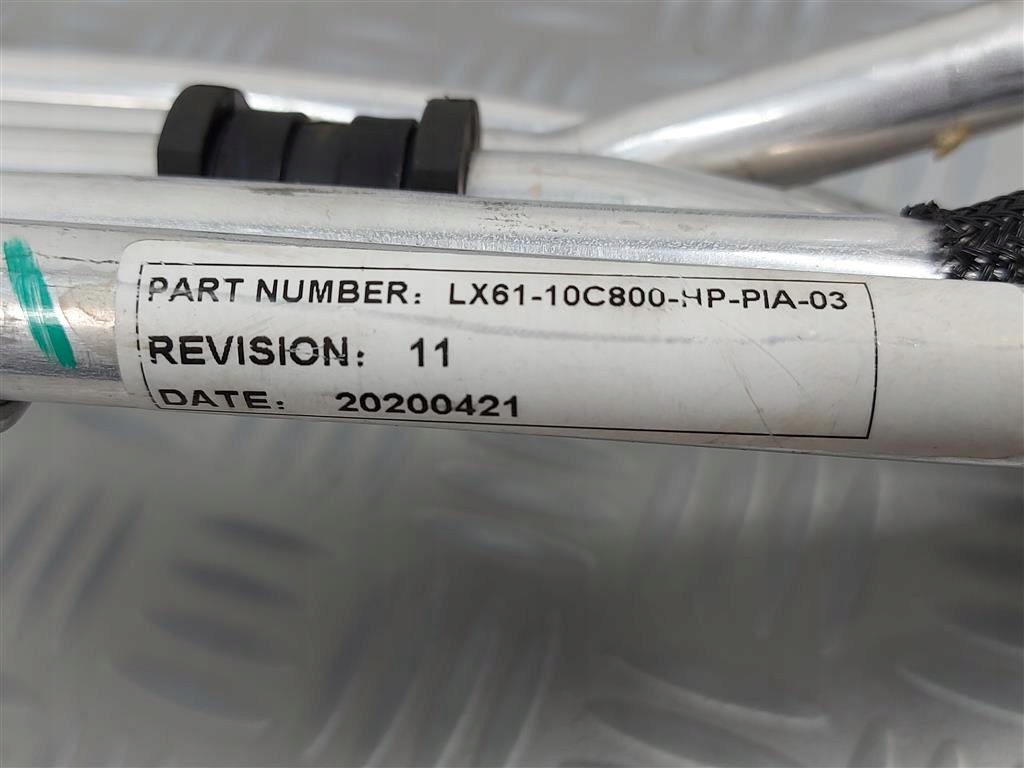 PART NUMBER: LX61-10C800-HP-PIA-03
REVISION: 11
DATE: 20200421